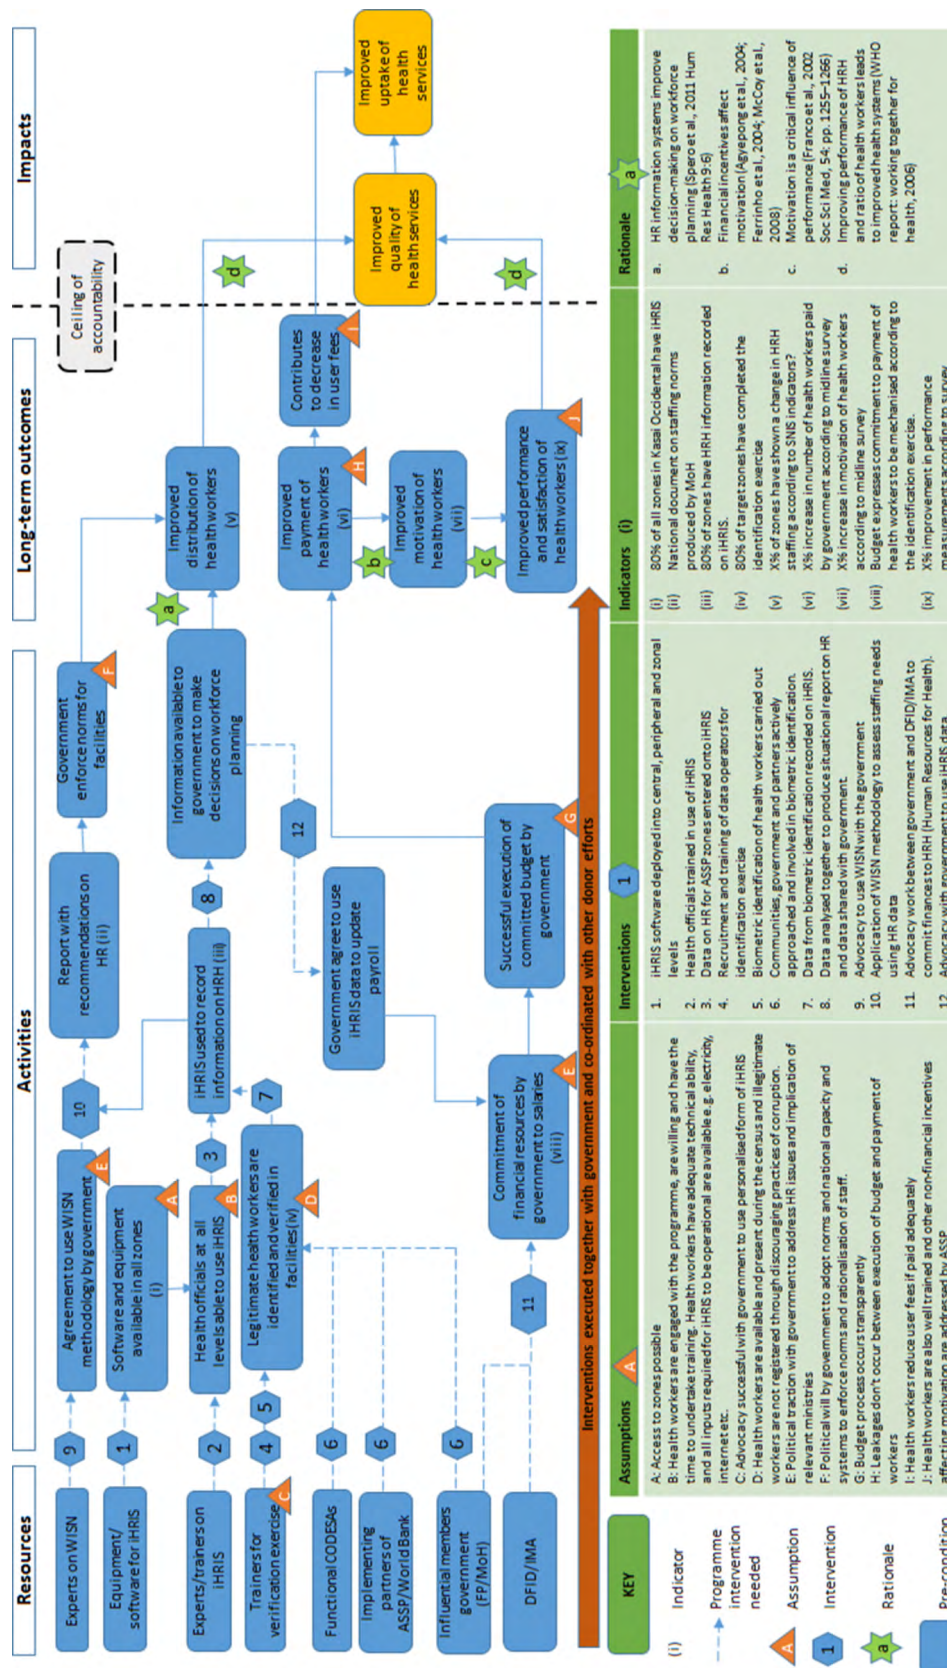 Resources
Activities
Long-term outcomes
Impacts
Ceiling of
accountability
Experts on WISN
9
Agreement to use WISN
methodology by government
E
10
Report with
recommendations on
HR (ii)
Government
enforce norms for
facilities
F
Equipment/
software for iHRIS
1
Software and equipment
available in all zones
(i)
A
Experts/trainers on
iHRIS
2
Health officials at all
levels able to use iHRIS
B
3
iHRIS used to record
information on HRH (iii)
8
Information available to
government to make
decisions on workforce
planning
a
Improved
distribution of
health workers
(v)
d
Trainers for
verification exercise
C
4
5
Legitimate health workers are
identified and verified in
facilities (iv)
D
7
12
Government agree to use
iHRIS data to update
payroll
Functional CODESAs
6
Implementing
partners of
ASSP/World Bank
6
Influential members
government
(FP/MoH)
6
DFID/IMA
11
Commitment of
financial resources by
government to salaries
(viii)
E
Successful execution of
committed budget by
government
G
Improved
payment of
health workers
(vi)
H
Contributes
to decrease
in user fees
I
b
Improved
motivation of
health workers
(vii)
c
Improved performance
and satisfaction of
health workers (ix)
J
d
Improved
quality of
health services
Improved
uptake of
health
services
Interventions executed together with government and co-ordinated with other donor efforts
KEY
(i)
Indicator
Programme
intervention
needed
A
Assumption
1
Intervention
a
Rationale
Precondition
Assumptions
A
A: Access to zones possible
B: Health workers are engaged with the programme, are willing and have the
time to undertake training. Health workers have adequate technical ability,
and all inputs required for iHRIS to be operational are available e.g. electricity,
internet etc.
C: Advocacy successful with government to use personalised form of iHRIS
D: Health workers are available and present during the census and illegitimate
workers are not registered through discouraging practices of corruption.
E: Political traction with government to address HR issues and implication of
relevant ministries
F: Political will by government to adopt norms and national capacity and
systems to enforce norms and rationalisation of staff.
G: Budget process occurs transparently
H: Leakages don't occur between execution of budget and payment of
workers
I: Health workers reduce user fees if paid adequately
J: Health workers are also well trained and other non-financial incentives
affecting motivation are addressed by ASSP
Interventions
1
1. iHRIS software deployed into central, peripheral and zonal
levels
2. Health officials trained in use of iHRIS
3. Data on HR for ASSP zones entered onto iHRIS
4. Recruitment and training of data operators for
identification exercise
5. Biometric identification of health workers carried out
6. Communities, government and partners actively
approached and involved in biometric identification.
7. Data from biometric identification recorded on iHRIS.
8. Data analysed together to produce situational report on HR
and data shared with government.
9. Advocacy to use WISN with the government
10. Application of WISN methodology to assess staffing needs
using HR data
11. Advocacy work between government and DFID/IMA to
commit finances to HRH (Human Resources for Health).
12. Advocacy with government to use iHRIS data
Indicators (i)
(i) 80% of all zones in Kasai Occidental have iHRIS
(ii) National document on staffing norms
produced by MoH
(iii) 80% of zones have HRH information recorded
on iHRIS.
(iv) 80% of target zones have completed the
identification exercise
(v) X% of zones have shown a change in HRH
staffing according to SNIS indicators?
(vi) X% increase in number of health workers paid
by government according to midline survey
(vii) X% increase in motivation of health workers
according to midline survey
(viii) Budget expresses commitment to payment of
health workers to be mechanised according to
the identification exercise.
(ix) X% improvement in performance
measurements according to survey
Rationale
a
a. HR information systems improve
decision-making on workforce
planning (Spero et al., 2011 Hum
Res Health 9:6)
b. Financial incentives affect
motivation (Agyepong et al., 2004;
Ferrinho et al., 2004; McCoy et al.,
2008)
c. Motivation is a critical influence of
performance (Franco et al., 2002
Soc Sci Med, 54: pp. 1255–1266)
d. Improving performance of HRH
and ratio of health workers leads
to improved health systems (WHO
report: working together for
health, 2006)